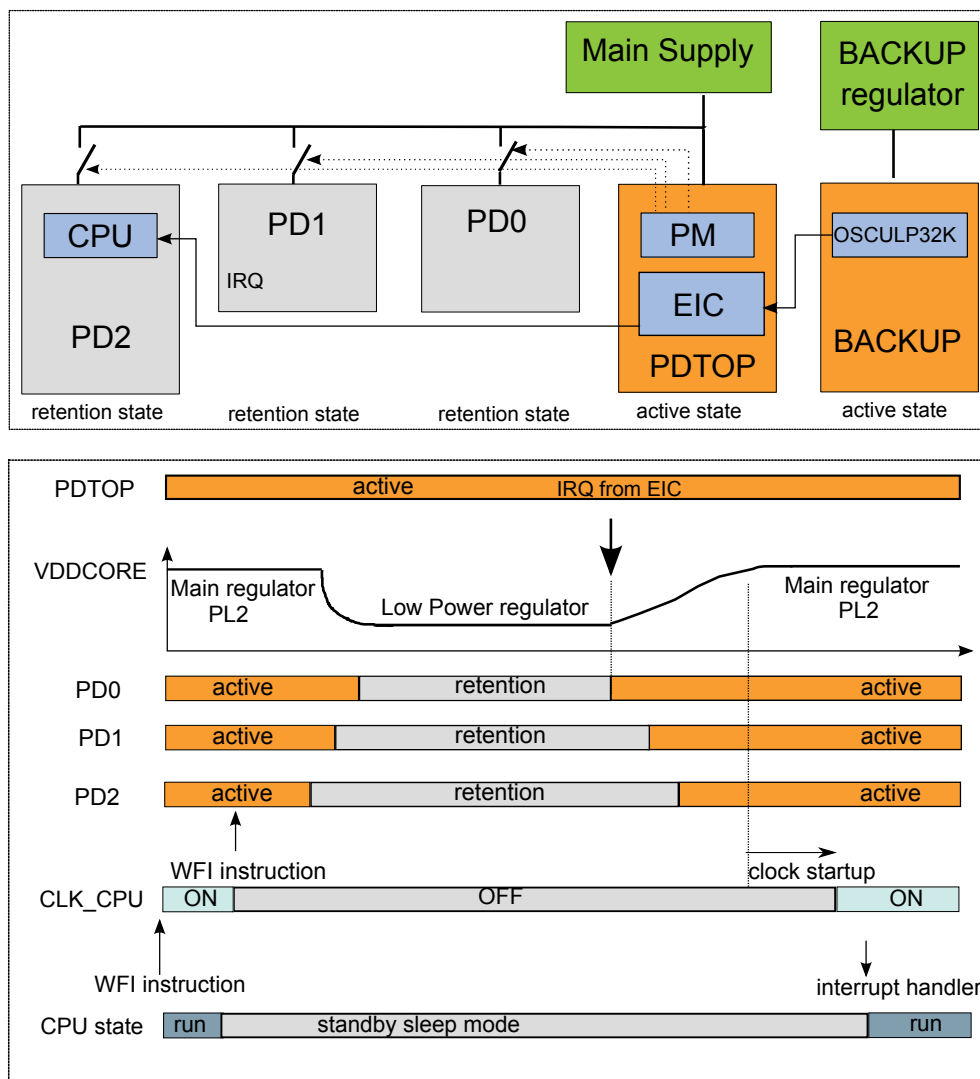 Main Supply
BACKUP
regulator
CPU
PD2
PD1
IRQ
PD0
PM
EIC
PDTOP
OSCULP32K
BACKUP
retention state
retention state
retention state
active state
active state
PDTOP
active
IRQ from EIC
VDDCORE
Main regulator
PL2
Low Power regulator
Main regulator
PL2
PD0
active
retention
active
PD1
active
retention
active
PD2
active
retention
active
WFI instruction
clock startup
CLK_CPU
ON
OFF
ON
WFI instruction
interrupt handler
CPU state
run
standby sleep mode
run